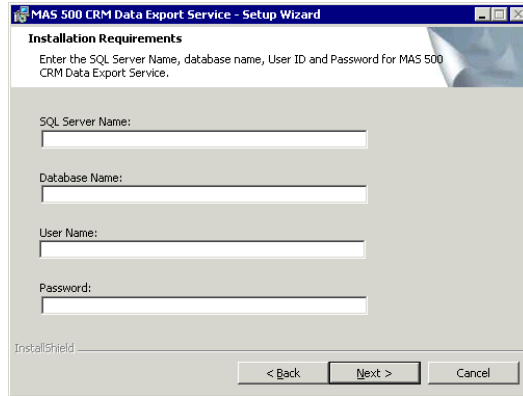 MAS 500 CRM Data Export Service - Setup Wizard
Installation Requirements
Enter the SQL Server Name, database name, User ID and Password for MAS 500
CRM Data Export Service.
SQL Server Name:
Database Name:
User Name:
Password:
InstallShield
< Back Next > Cancel